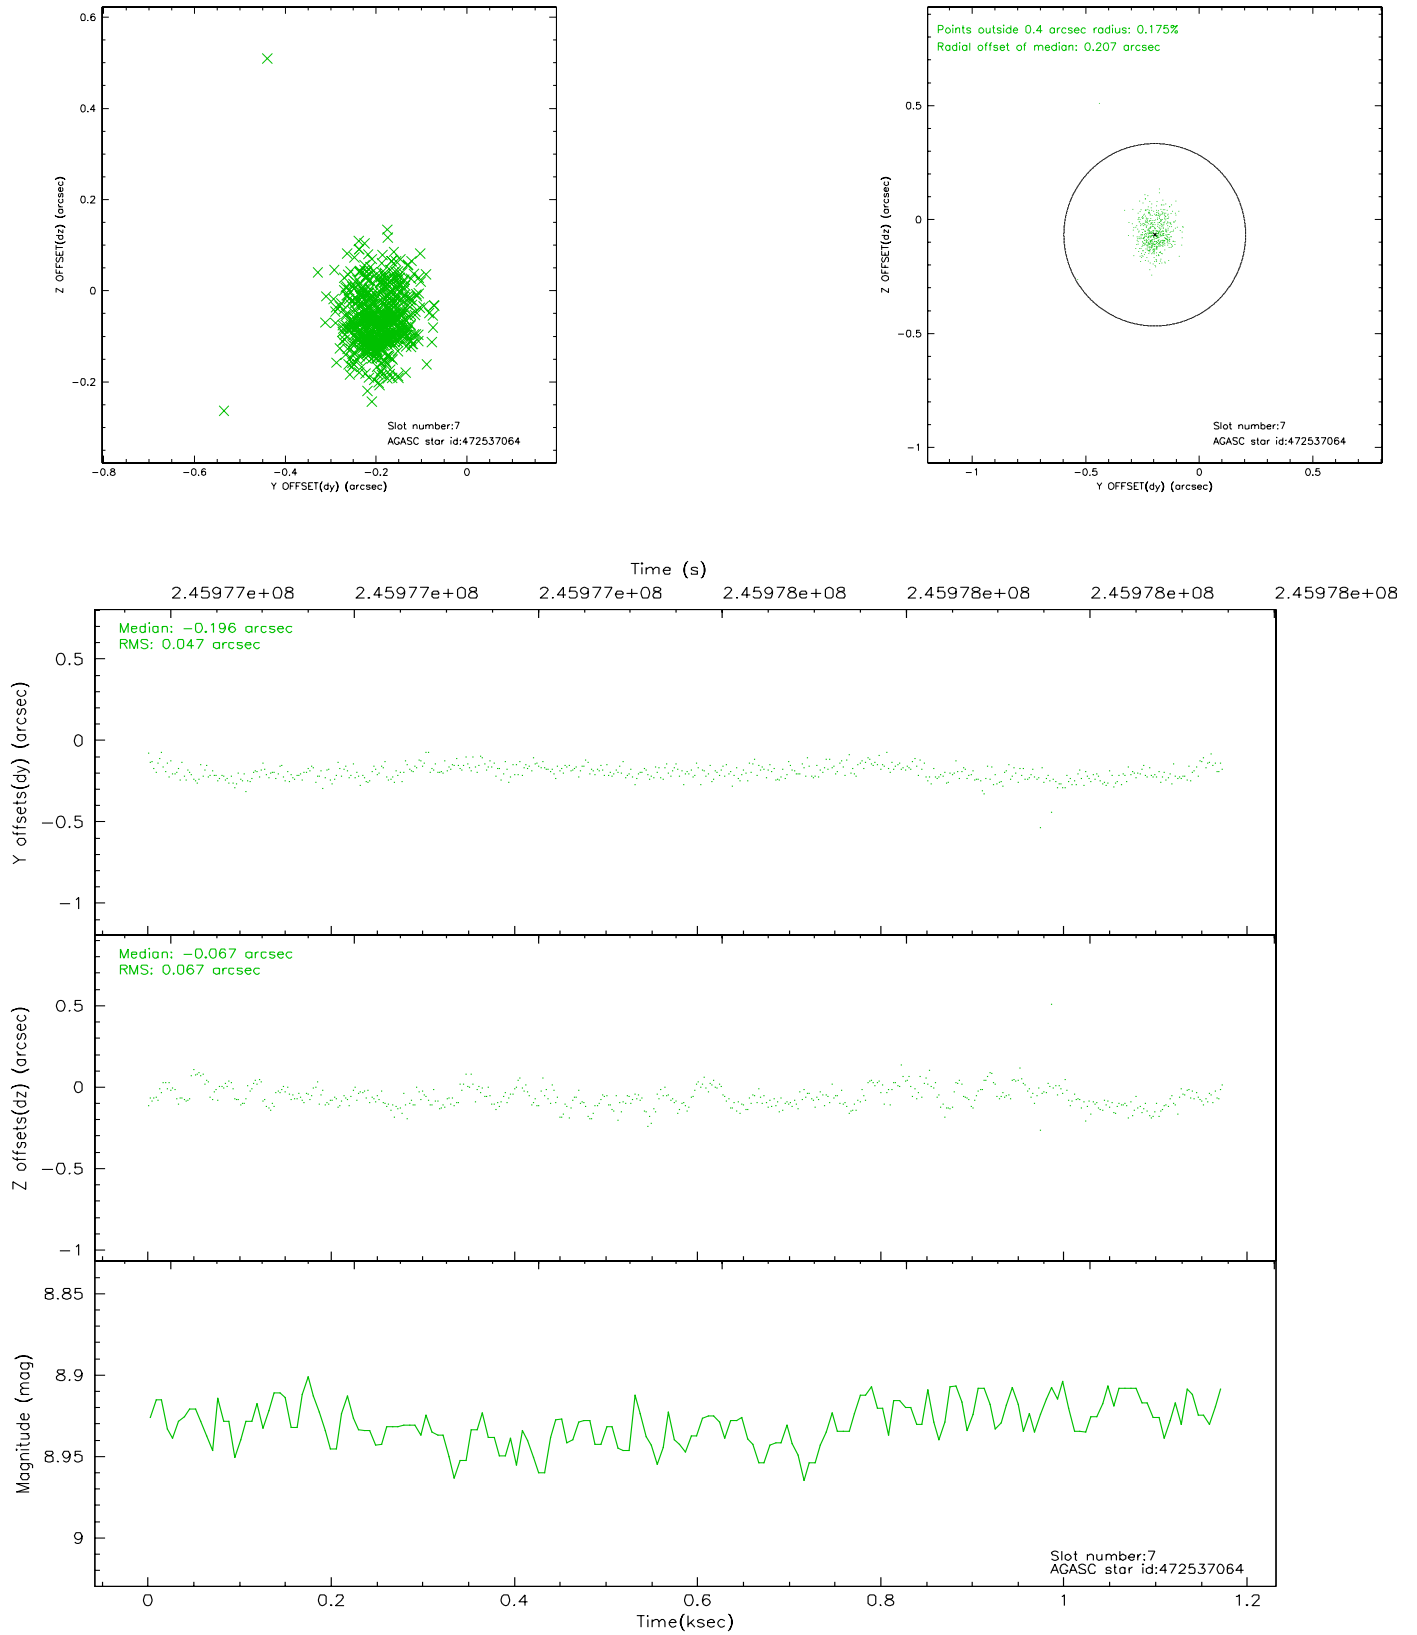 0.6
0.4
0.2
0
−0.2
Z OFFSET(dz) (arcsec)
Slot number:7
AGASC star id:472537064
−0.8 −0.6 −0.4 −0.2 0
Y OFFSET(dy) (arcsec)
Points outside 0.4 arcsec radius: 0.175%
Radial offset of median: 0.207 arcsec
0.5
0
−0.5
−1
Z OFFSET(dz) (arcsec)
Slot number:7
AGASC star id:472537064
−1 −0.5 0 0.5
Y OFFSET(dy) (arcsec)
Time (s)
2.45977e+08 2.45977e+08 2.45977e+08 2.45978e+08 2.45978e+08 2.45978e+08 2.45978e+08
Median: −0.196 arcsec
RMS: 0.047 arcsec
0.5
0
−0.5
−1
Y offsets(dy) (arcsec)
Median: −0.067 arcsec
RMS: 0.067 arcsec
0.5
0
−0.5
−1
Z offsets(dz) (arcsec)
8.85
8.9
8.95
9
Magnitude (mag)
Slot number:7
AGASC star id:472537064
0 0.2 0.4 0.6 0.8 1 1.2
Time(ksec)